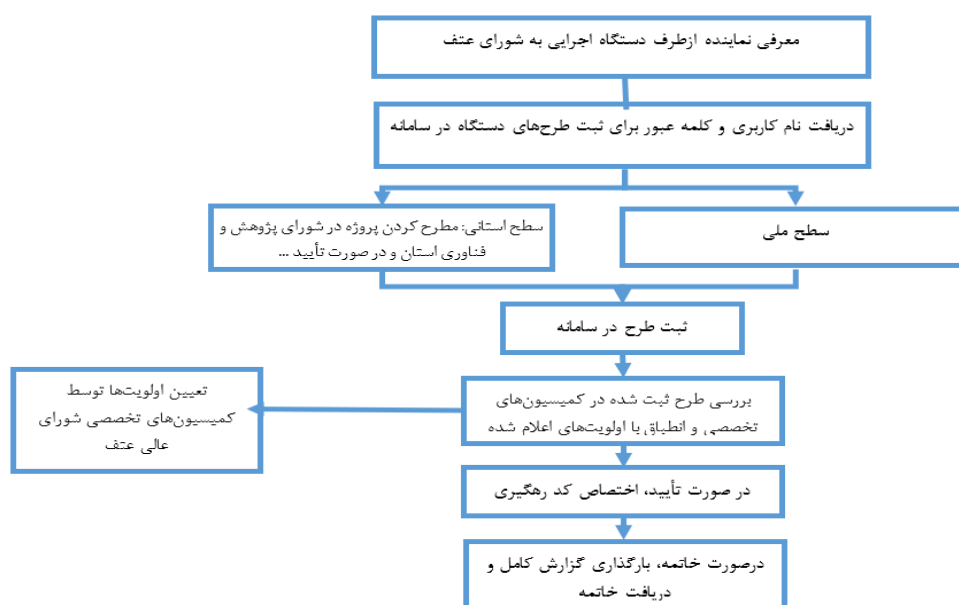 معرفی نماینده ازطرف دستگاه اجرایی به شورای عتف
دریافت نام کاربری و کلمه عبور برای ثبت طرح‌های دستگاه در سامانه
سطح ملی
سطح استانی: مطرح کردن پروژه در شورای پژوهش و
فناوری استان و در صورت تأیید ...
ثبت طرح در سامانه
بررسی طرح ثبت شده در کمیسیون‌های
تخصصی و انطباق با اولویت‌های اعلام شده
تعیین اولویت‌ها توسط
کمیسیون‌های تخصصی شورای
عالی عتف
در صورت تأیید، اختصاص کد رهگیری
درصورت خاتمه، بارگذاری گزارش کامل و
دریافت خاتمه